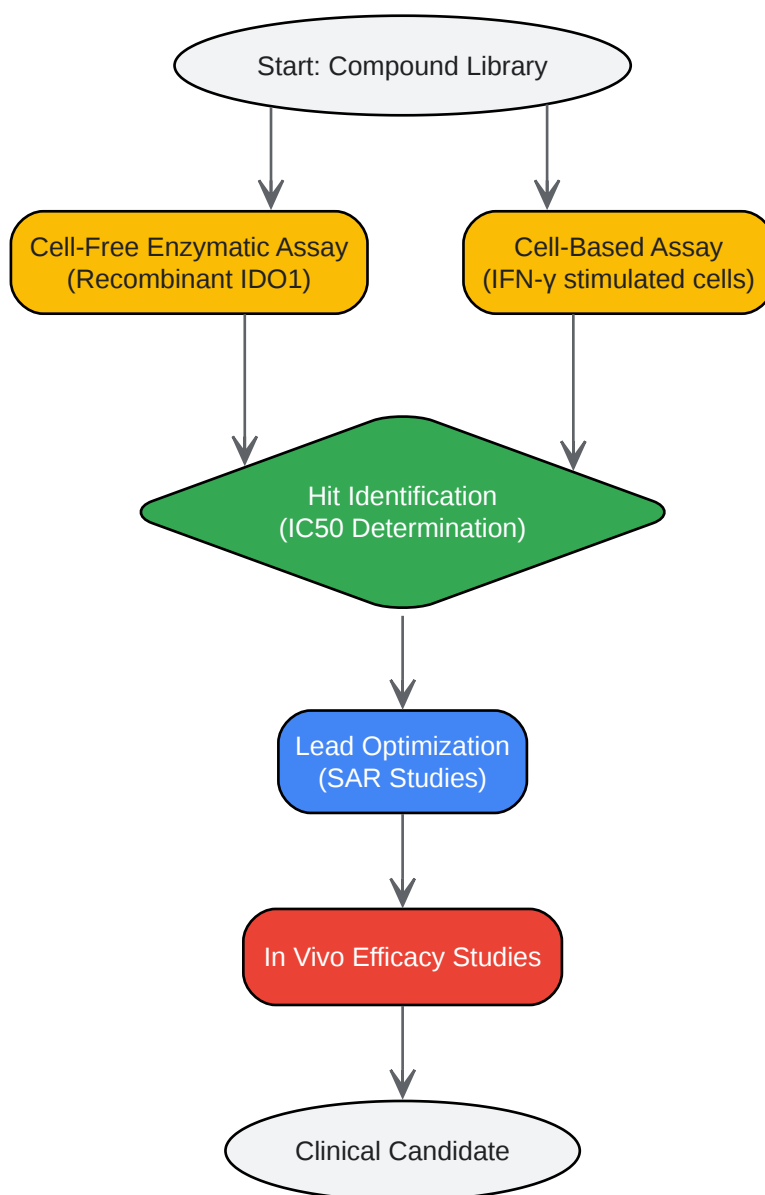 Start: Compound Library
Cell-Free Enzymatic Assay
(Recombinant IDO1)
Cell-Based Assay
(IFN-γ stimulated cells)
Hit Identification
(IC50 Determination)
Lead Optimization
(SAR Studies)
In Vivo Efficacy Studies
Clinical Candidate